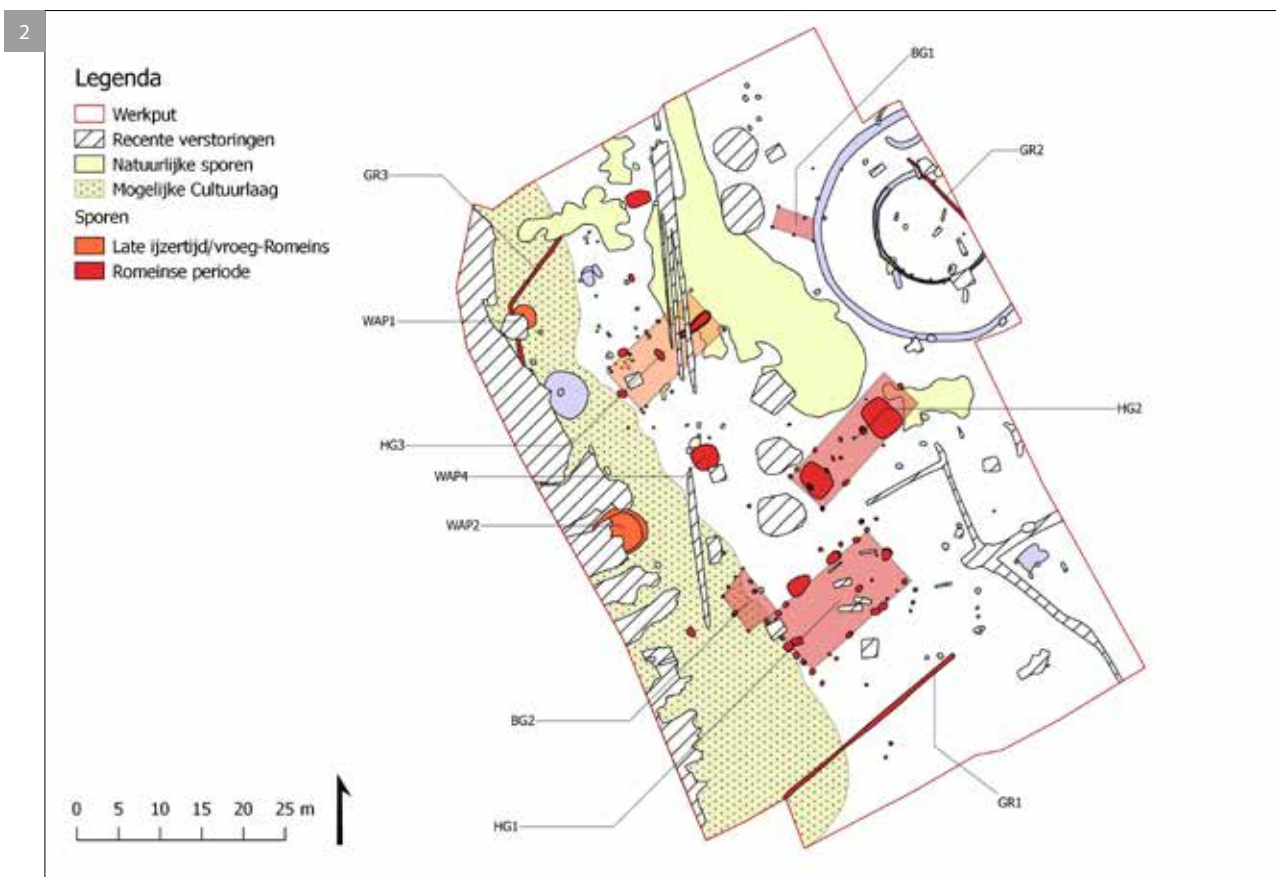 2
Legenda
Werkput
Recente verstoringen
Natuurlijke sporen
Mogelijke Cultuurlaag
Sporen
Late ijzertijd/vroeg-Romeins
Romeinse periode
BG1
GR2
GR3
WAP1
HG2
HG3
WAP4
WAP2
BG2
GR1
HG1
0 5 10 15 20 25 m